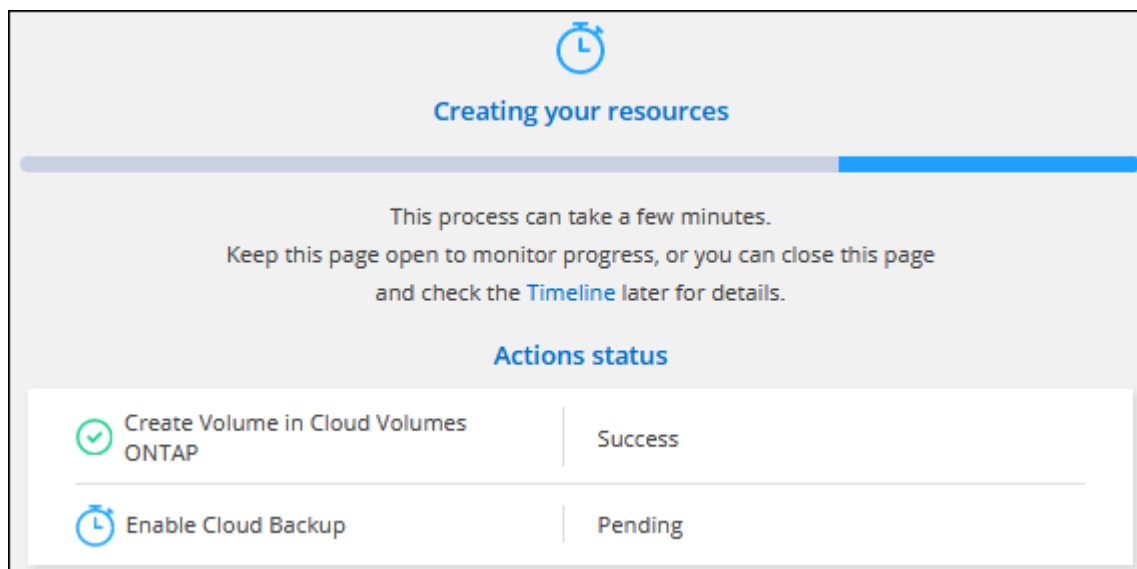 Creating your resources
This process can take a few minutes.
Keep this page open to monitor progress, or you can close this page
and check the Timeline later for details.
Actions status
Create Volume in Cloud Volumes
ONTAP
Success
Enable Cloud Backup
Pending